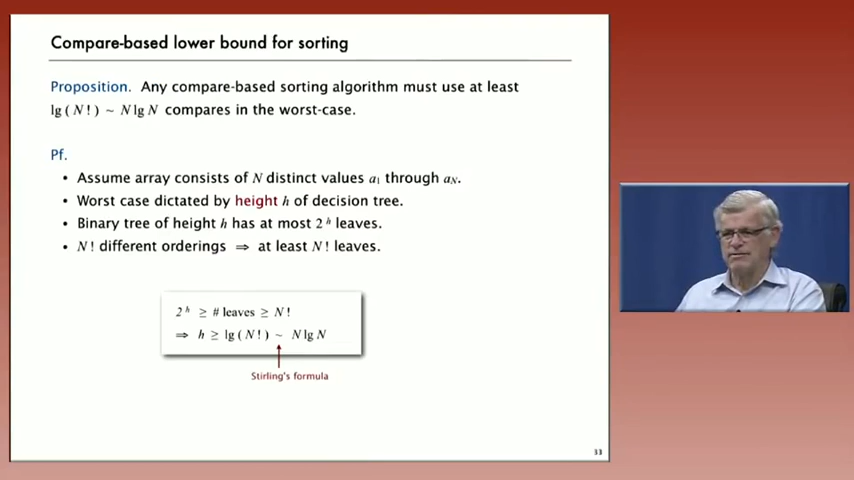 Compare-based lower bound for sorting
Proposition. Any compare-based sorting algorithm must use at least
lg ( N ! ) ~ N lg N compares in the worst-case.
Pf.
• Assume array consists of N distinct values a₁ through aₙ.
• Worst case dictated by height h of decision tree.
• Binary tree of height h has at most 2ʰ leaves.
• N ! different orderings ⇒ at least N ! leaves.
2ʰ ≥ # leaves ≥ N !
⇒ h ≥ lg ( N ! ) ~ N lg N
Stirling's formula
33